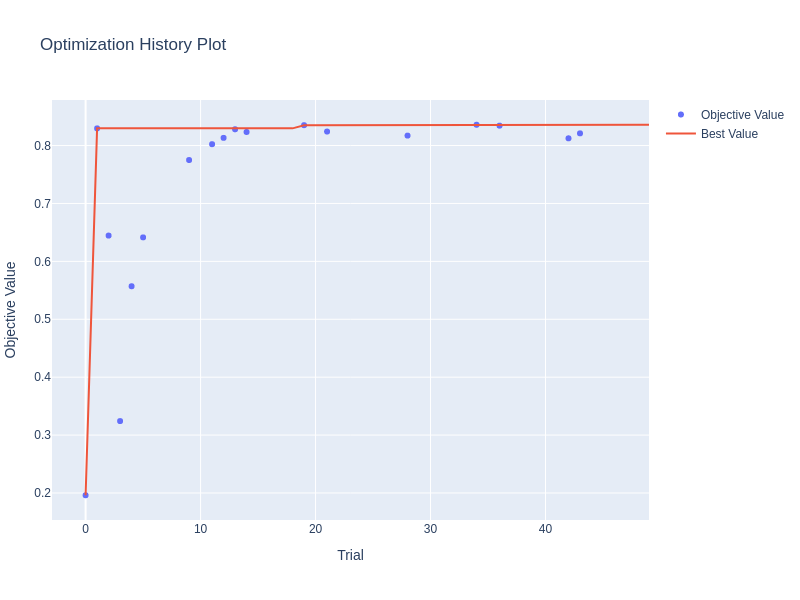 Optimization History Plot
Objective Value
Best Value
0.8
0.7
0.6
0.5
0.4
0.3
0.2
Objective Value
0
10
20
30
40
Trial